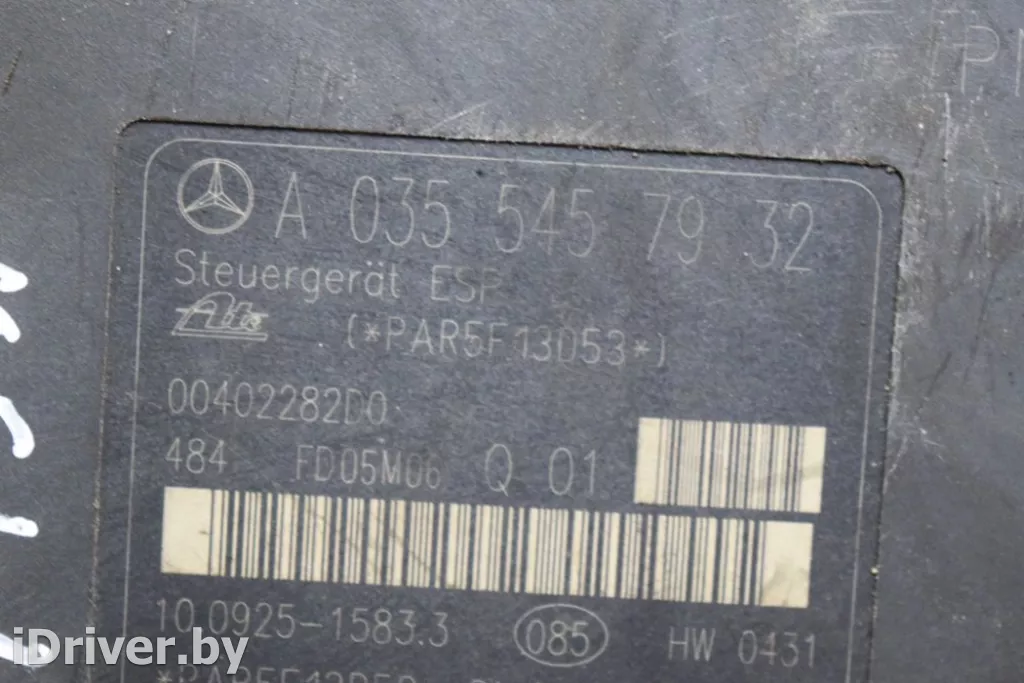 A 035 545 79 32
Steuergerät ESP
Ate (*PAR5F13053*)
00402282D0
484 FD05M06 Q 01
10.0925-1583.3 085 HW 0431
iDriver.by